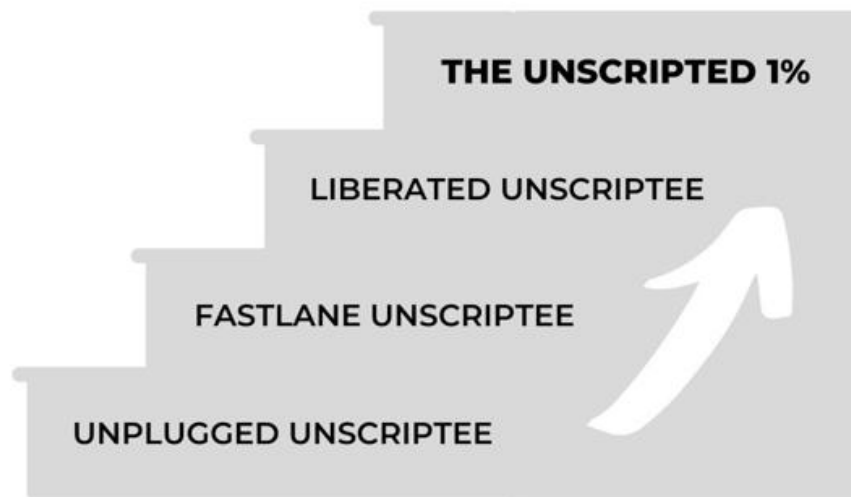 THE UNSCRIPTED 1%
LIBERATED UNSCRIPTEE
FASTLANE UNSCRIPTEE
UNPLUGGED UNSCRIPTEE